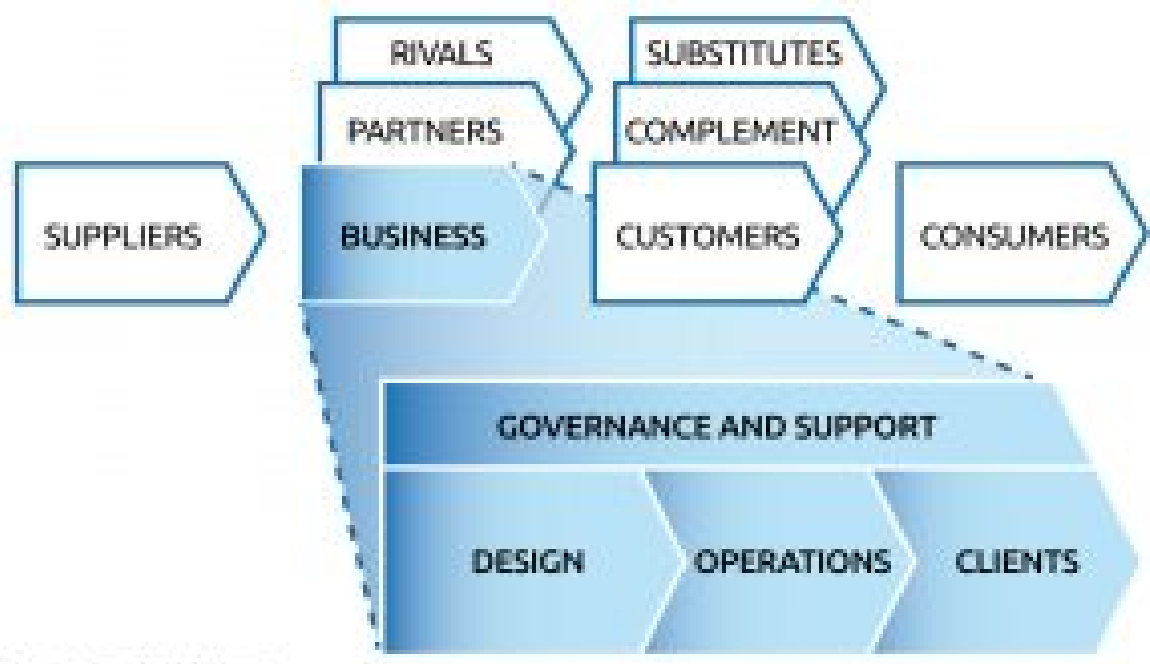 RIVALS
SUBSTITUTES
PARTNERS
COMPLEMENT
SUPPLIERS
BUSINESS
CUSTOMERS
CONSUMERS
GOVERNANCE AND SUPPORT
DESIGN
OPERATIONS
CLIENTS